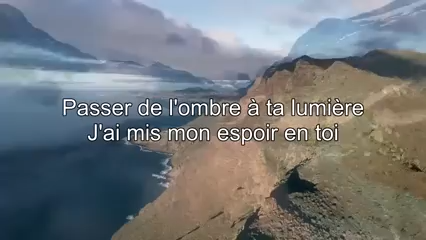 Passer de l'ombre à ta lumière
J'ai mis mon espoir en toi